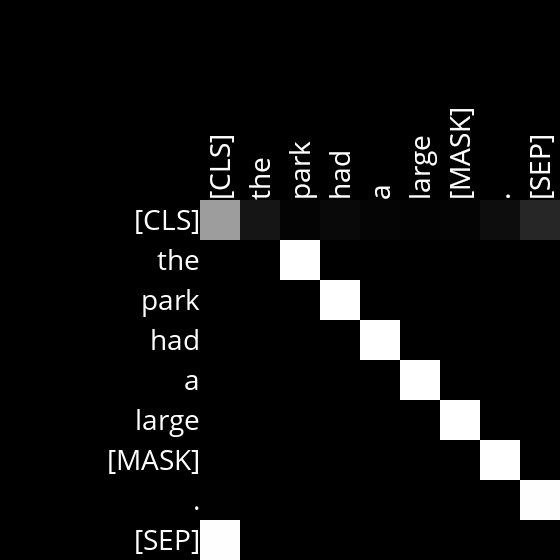 [CLS] the park had a large [MASK] . [SEP]
[CLS]
the
park
had
a
large
[MASK]
.
[SEP]